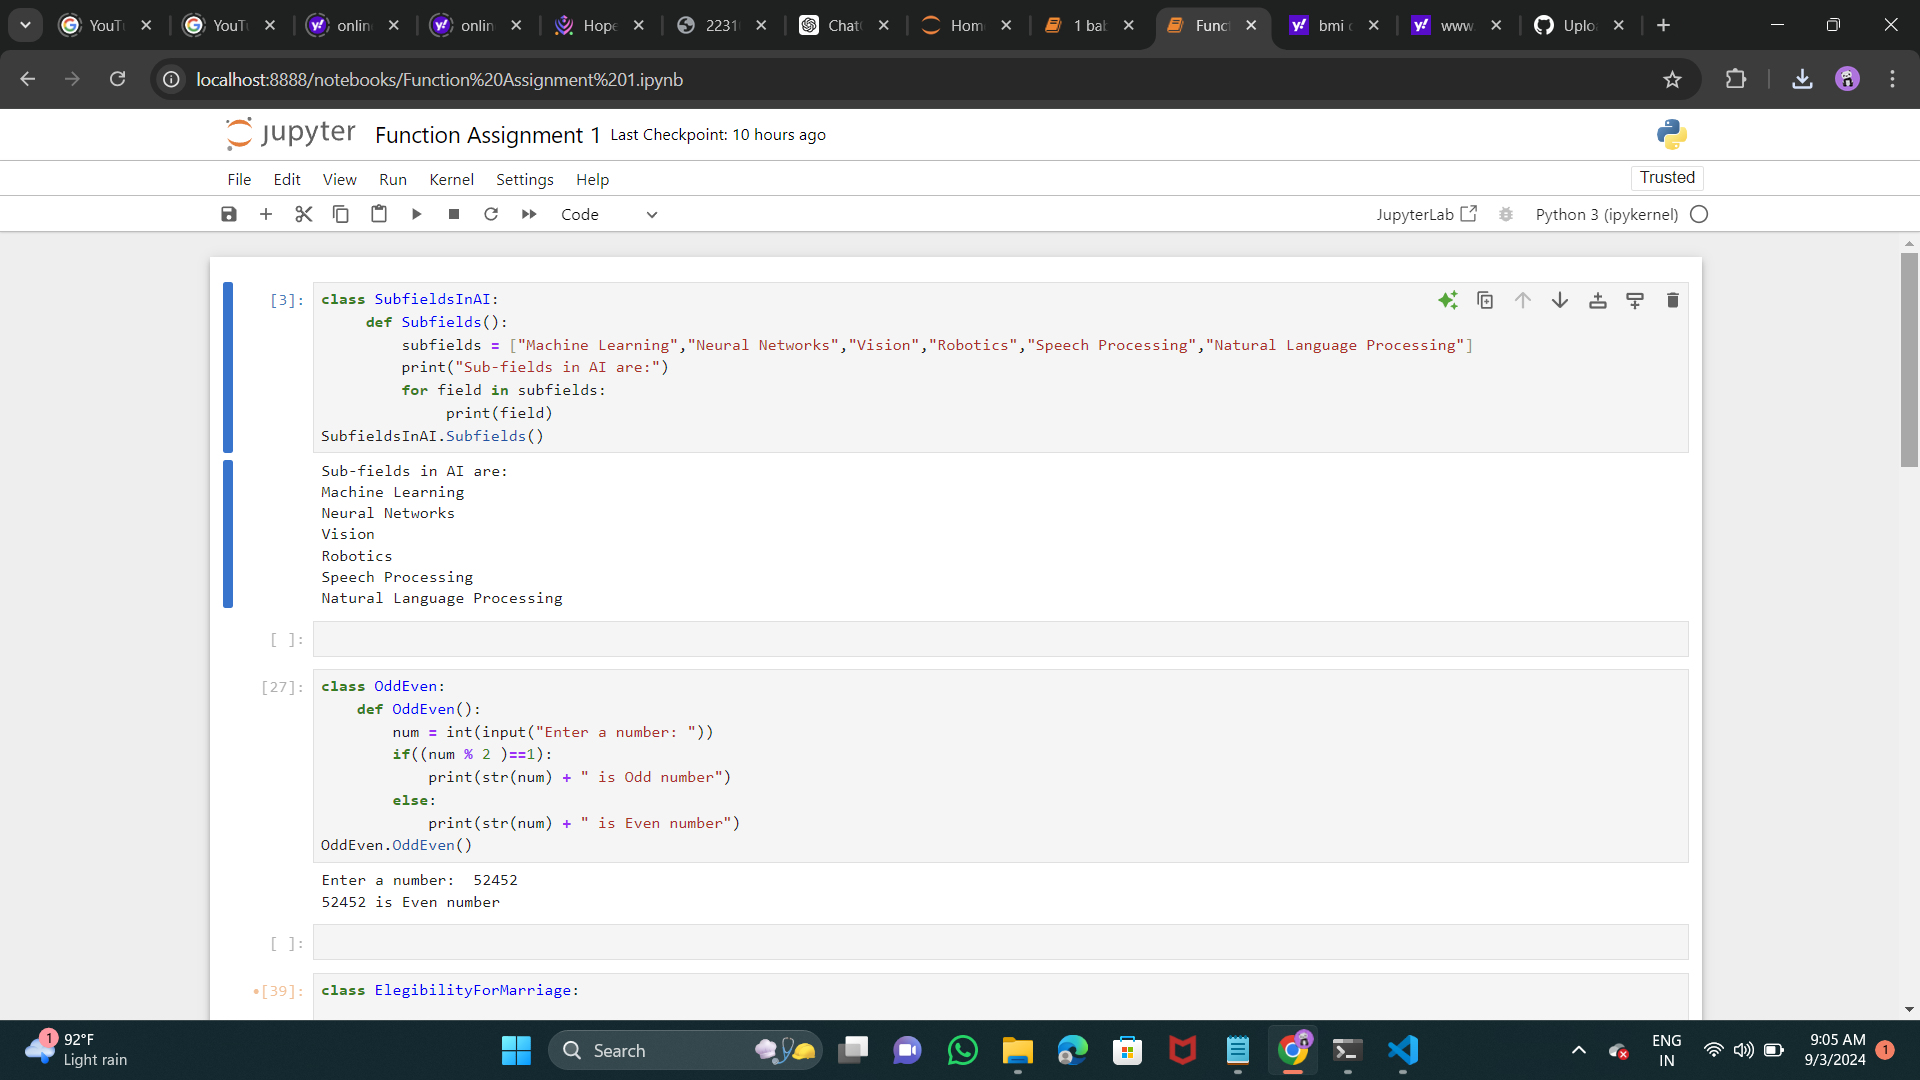 YouTu
YouTu
onlin
onlin
Hope
2231
Chat
Hom
1 bab
Func
bmi c
www.
Uplo
localhost:8888/notebooks/Function%20Assignment%201.ipynb
jupyter Function Assignment 1 Last Checkpoint: 10 hours ago
File Edit View Run Kernel Settings Help
Trusted
Code
JupyterLab
Python 3 (ipykernel)
[3]:
class SubfieldsInAI:
def Subfields():
subfields = ["Machine Learning","Neural Networks","Vision","Robotics","Speech Processing","Natural Language Processing"]
print("Sub-fields in AI are:")
for field in subfields:
print(field)
SubfieldsInAI.Subfields()
Sub-fields in AI are:
Machine Learning
Neural Networks
Vision
Robotics
Speech Processing
Natural Language Processing
[ ]:
[27]:
class OddEven:
def OddEven():
num = int(input("Enter a number: "))
if((num % 2 )==1):
print(str(num) + " is Odd number")
else:
print(str(num) + " is Even number")
OddEven.OddEven()
Enter a number:  52452
52452 is Even number
[ ]:
•[39]:
class ElegibilityForMarriage:
1
92°F
Light rain
Search
ENG
IN
9:05 AM
9/3/2024
1